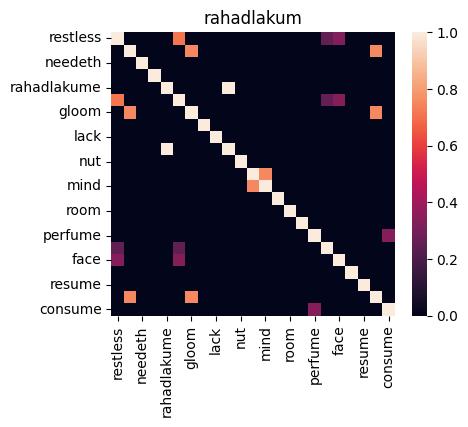 rahadlakum
restless
needeth
rahadlakume
gloom
lack
nut
mind
room
perfume
face
resume
consume
1.0
0.8
0.6
0.4
0.2
0.0
restless
needeth
rahadlakume
gloom
lack
nut
mind
room
perfume
face
resume
consume